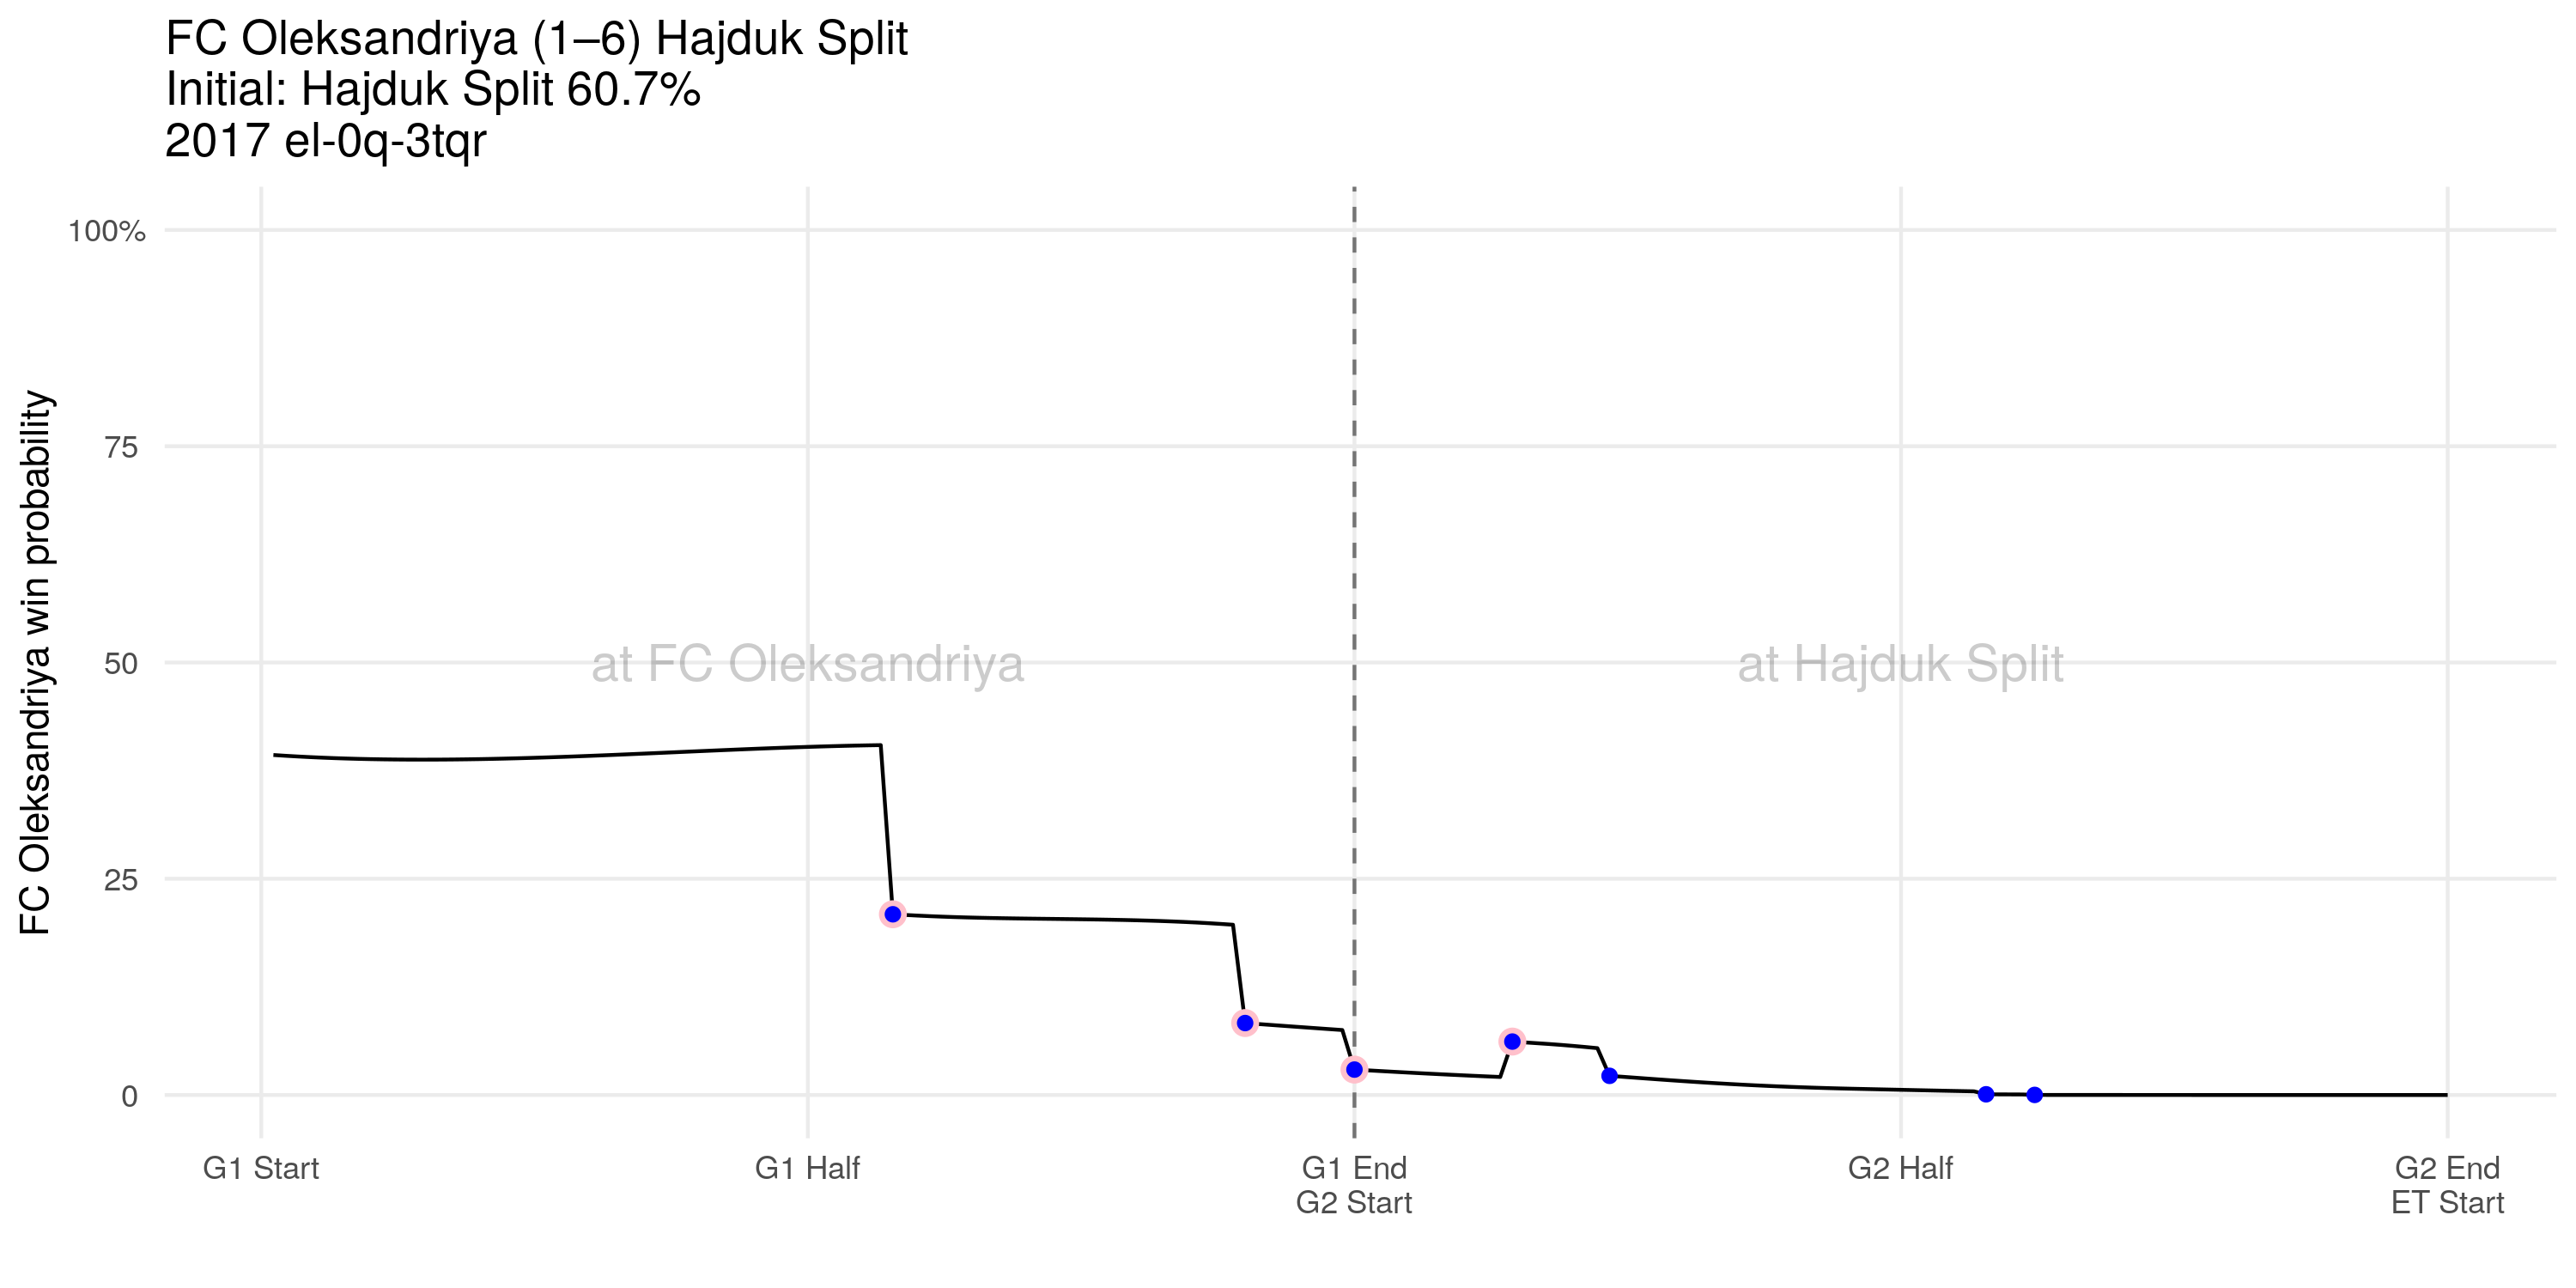 FC Oleksandriya (1–6) Hajduk Split
Initial: Hajduk Split 60.7%
2017 el-0q-3tqr
FC Oleksandriya win probability
100%
75
50
25
0
at FC Oleksandriya
at Hajduk Split
G1 Start
G1 Half
G1 End
G2 Start
G2 Half
G2 End
ET Start